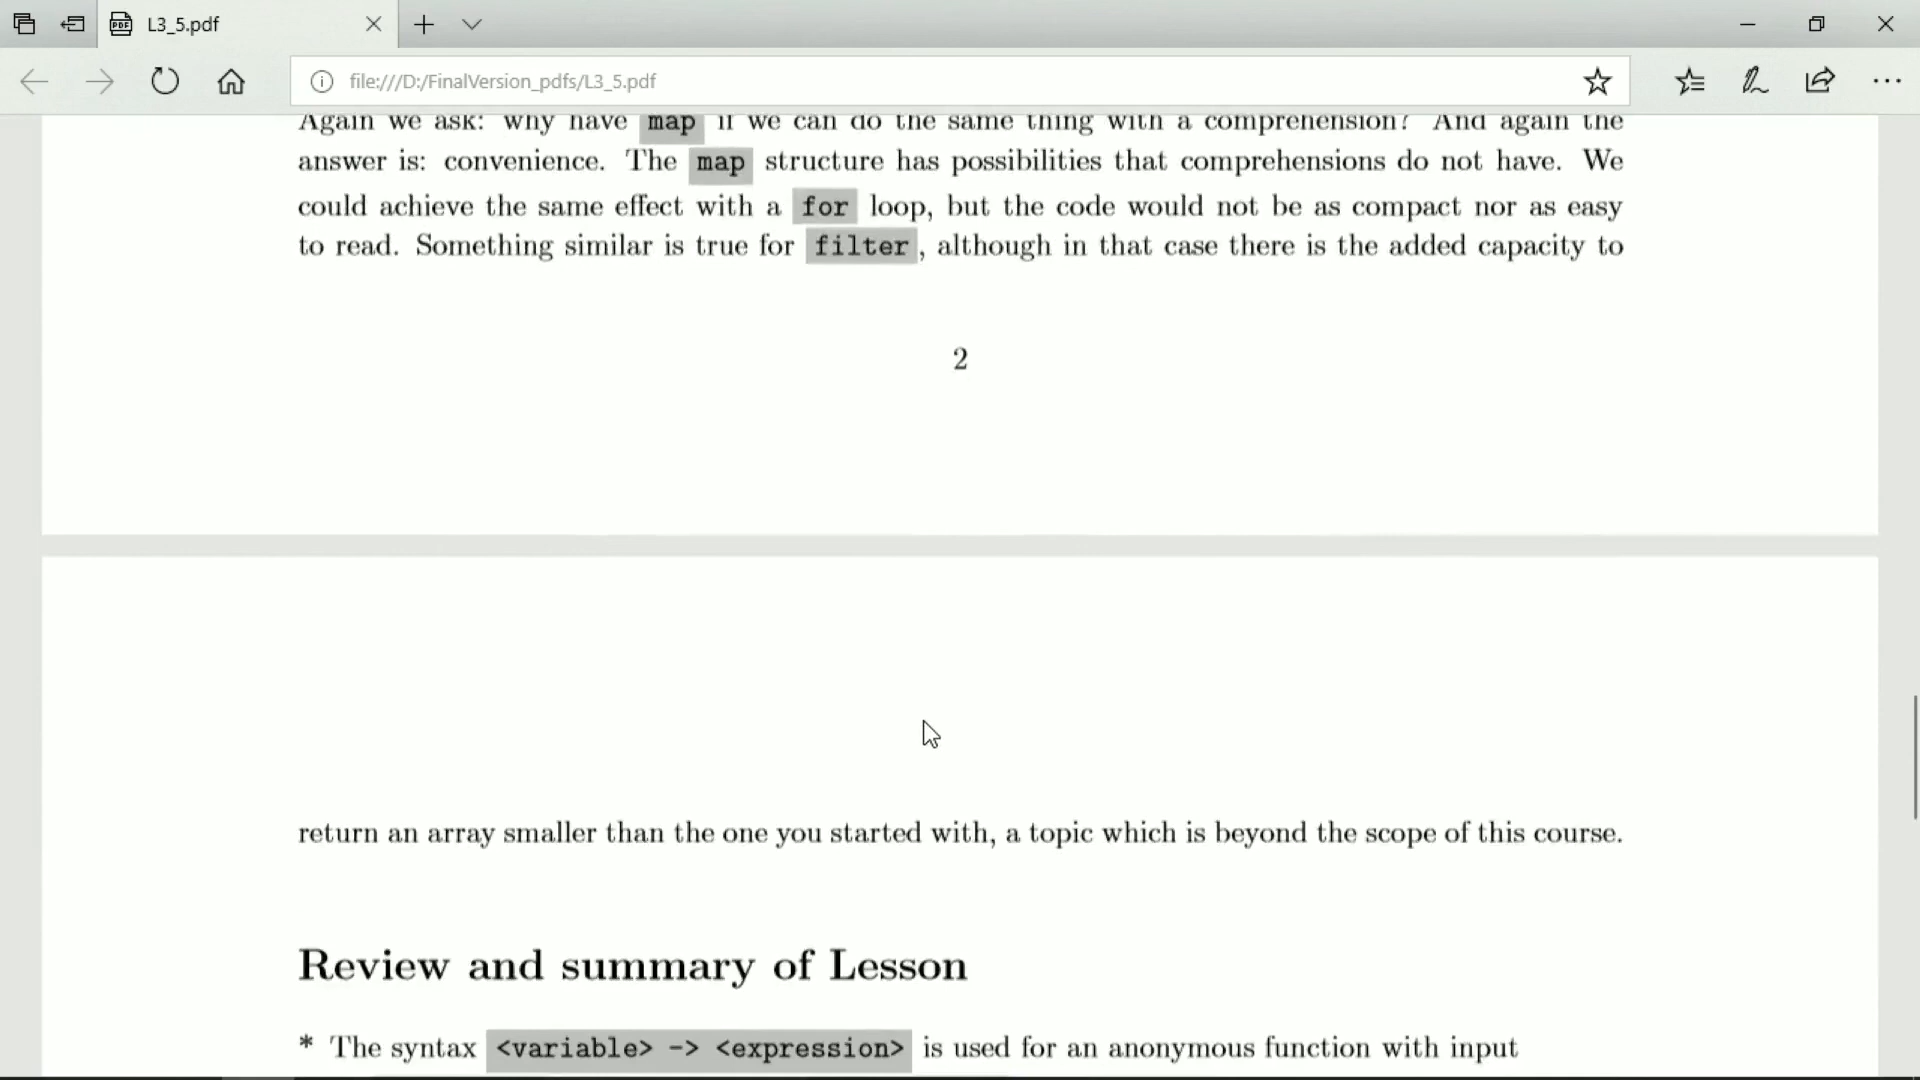 L3_5.pdf
file:///D:/FinalVersion_pdfs/L3_5.pdf
Again we ask: why have map if we can do the same thing with a comprehension? And again the
answer is: convenience. The map structure has possibilities that comprehensions do not have. We
could achieve the same effect with a for loop, but the code would not be as compact nor as easy
to read. Something similar is true for filter, although in that case there is the added capacity to
2
return an array smaller than the one you started with, a topic which is beyond the scope of this course.
Review and summary of Lesson
* The syntax <variable> -> <expression> is used for an anonymous function with input